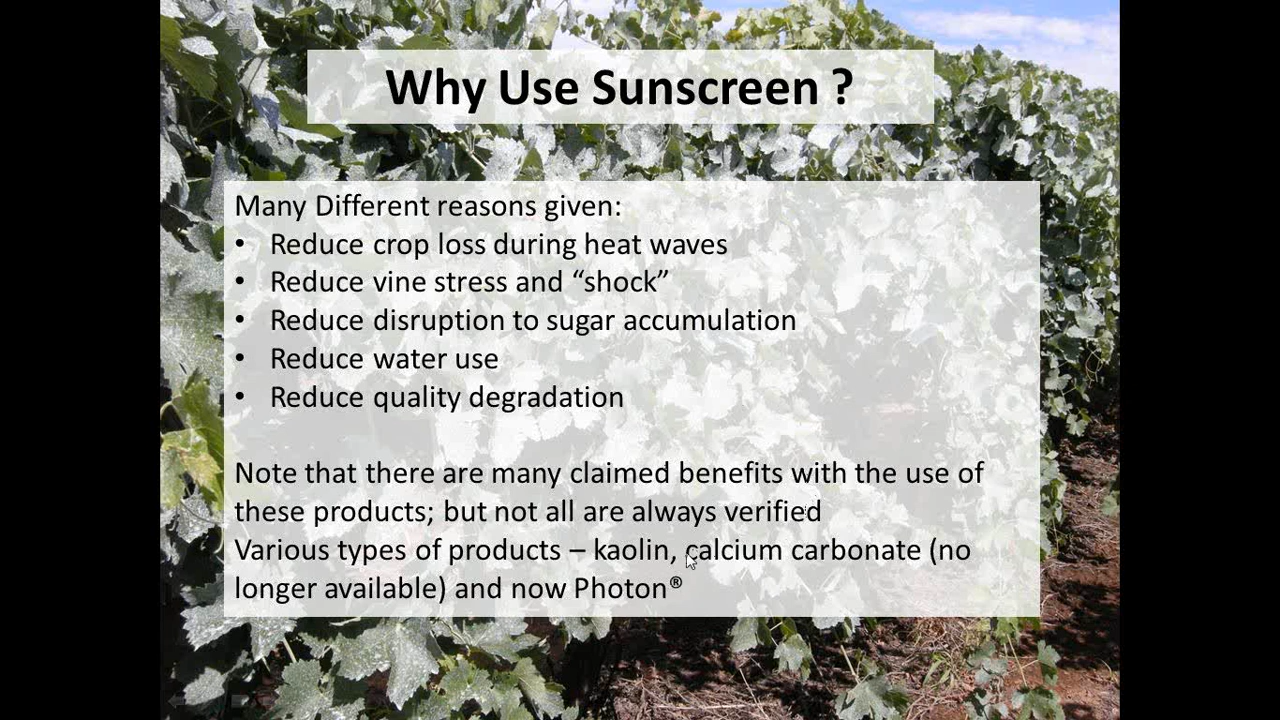 Why Use Sunscreen ?
Many Different reasons given:
• Reduce crop loss during heat waves
• Reduce vine stress and “shock”
• Reduce disruption to sugar accumulation
• Reduce water use
• Reduce quality degradation
Note that there are many claimed benefits with the use of
these products; but not all are always verified
Various types of products – kaolin, calcium carbonate (no
longer available) and now Photon®